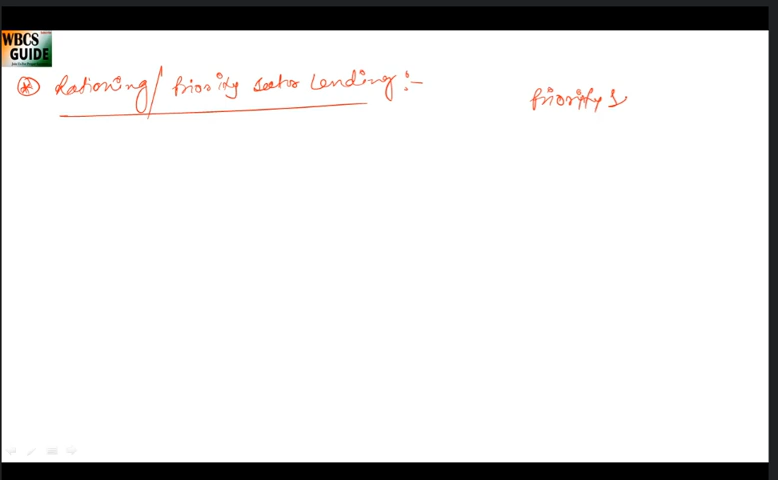 WBCS
GUIDE
Rationing/ Priority Sector Lending :-
Priority S